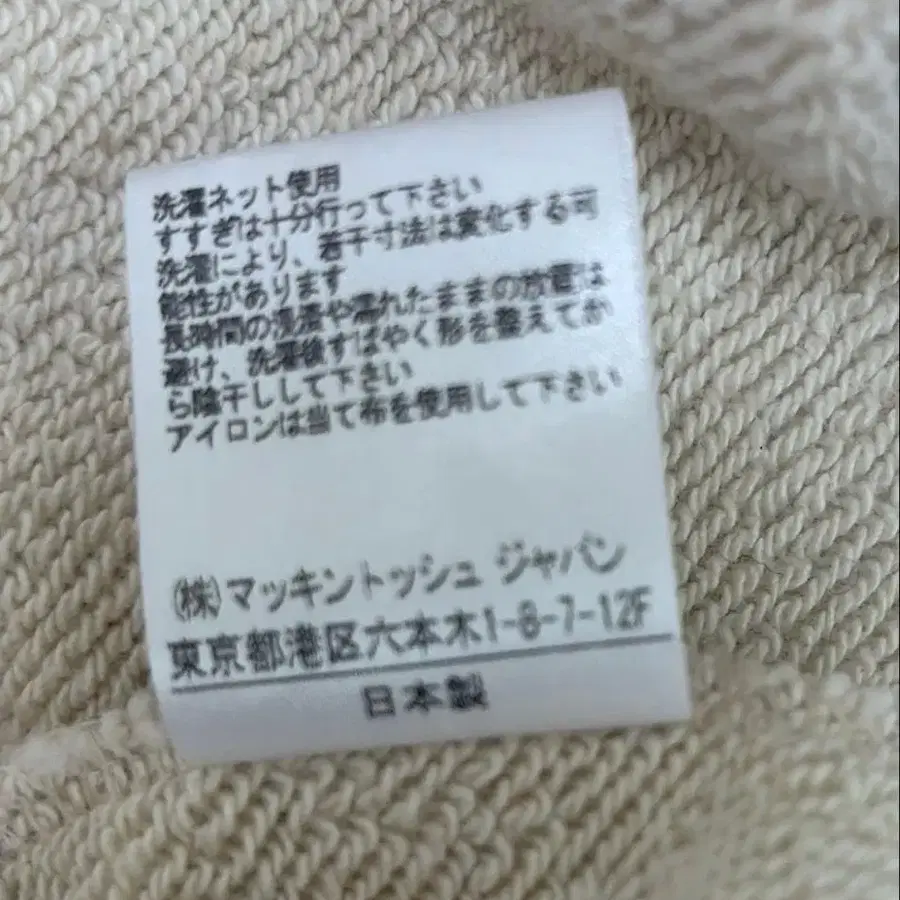 洗濯ネット使用
すすぎは十分行って下さい
洗濯により、若干寸法は変化する可
能性があります
長時間の浸漬や濡れたままの放置は
避け、洗濯後すばやく形を整えてか
ら陰干しして下さい
アイロンは当て布を使用して下さい
㈱マッキントッシュ ジャパン
東京都港区六本木1-8-7-12F
日本製